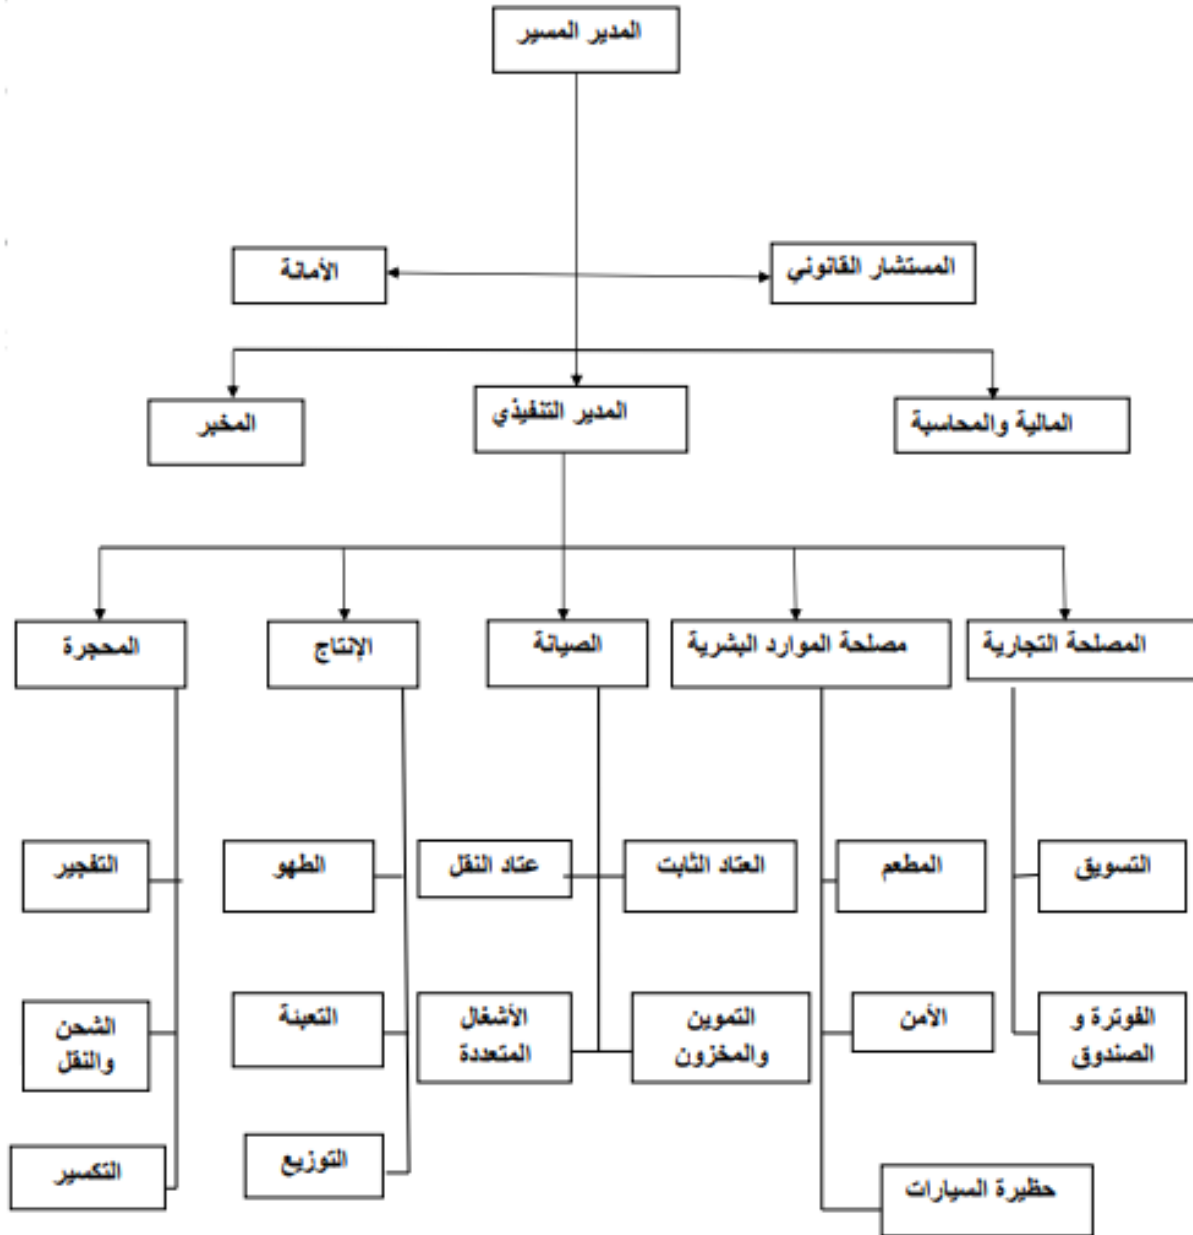 المدير المسير
المستشار القانوني
الأمانة
المالية والمحاسبة
المدير التنفيذي
المخبر
المصلحة التجارية
مصلحة الموارد البشرية
الصيانة
الإنتاج
المحجرة
التسويق
المطعم
العتاد الثابت
عتاد النقل
الطهو
التفجير
الفوترة و
الصندوق
الأمن
التموين
والمخزون
الأشغال
المتعددة
التعبئة
الشحن
والنقل
حظيرة السيارات
التوزيع
التكسير